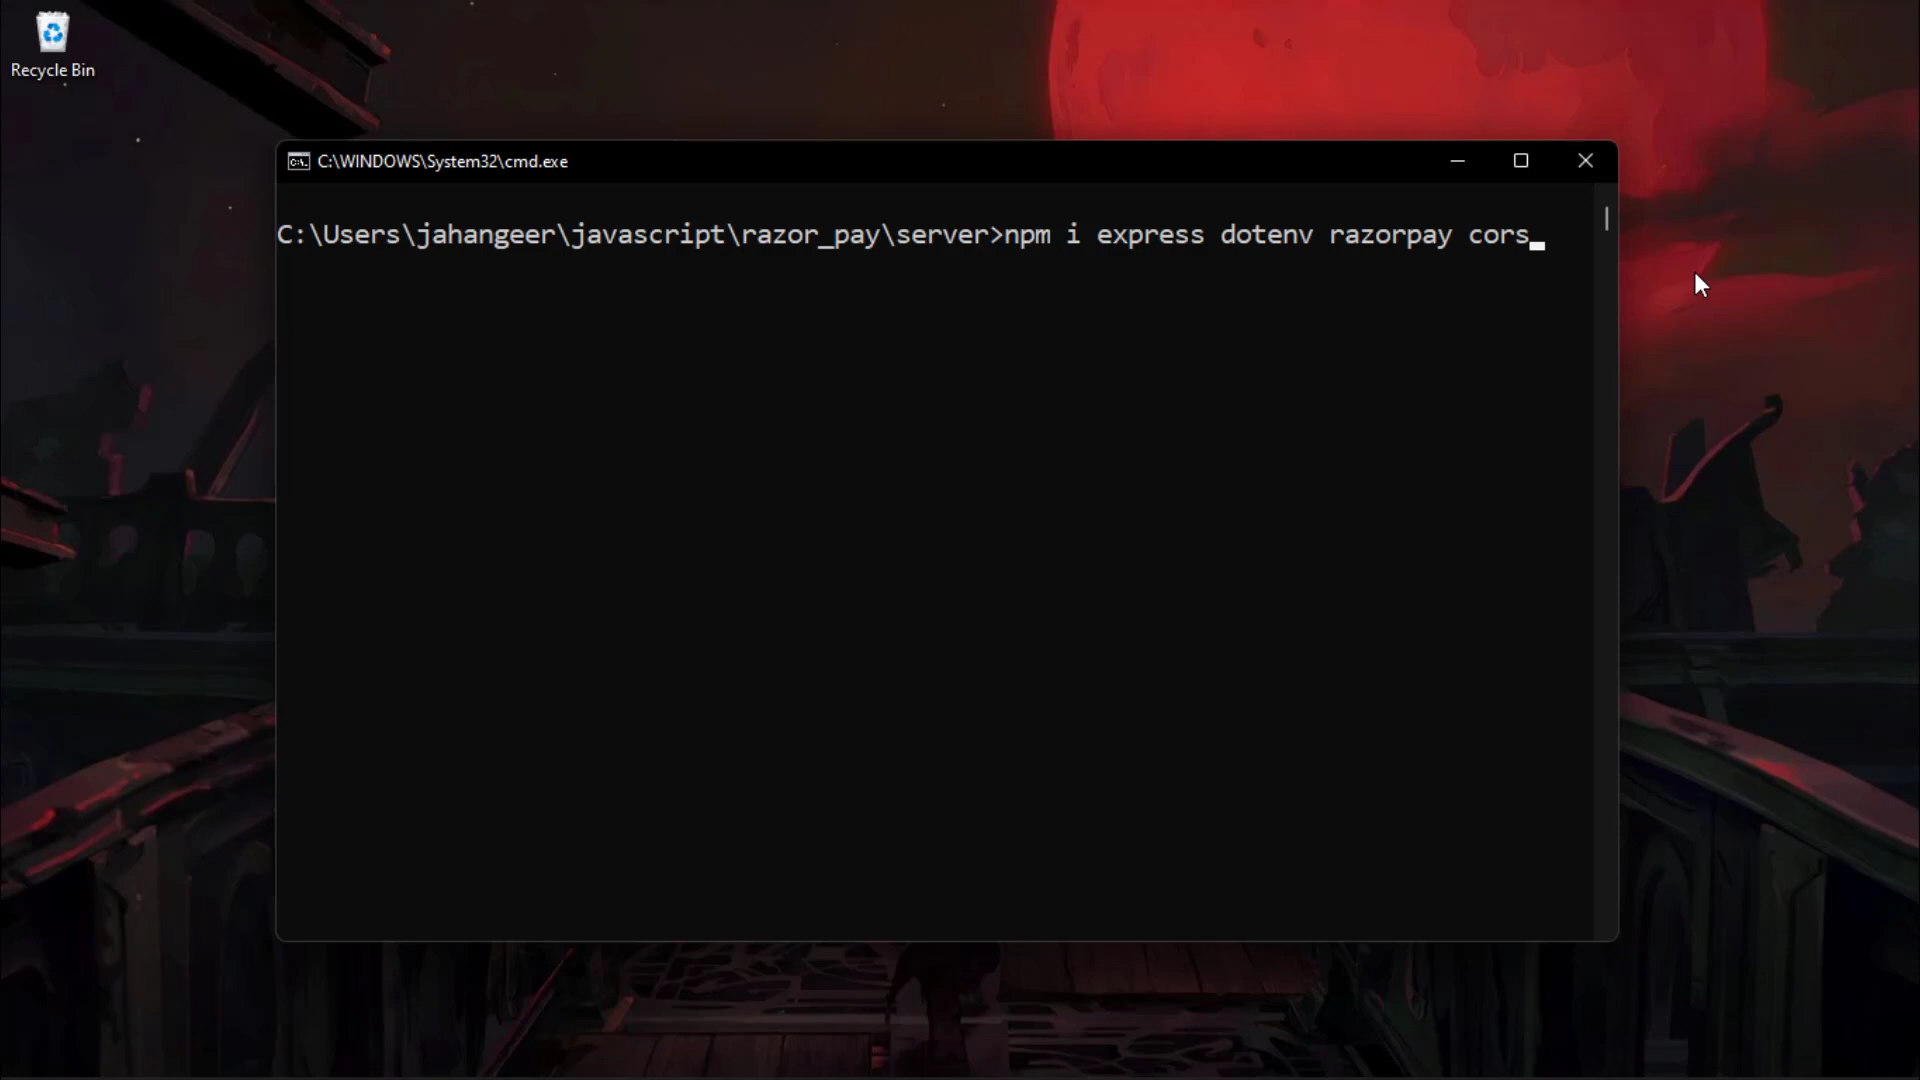 Recycle Bin
C:\WINDOWS\System32\cmd.exe
C:\Users\jahangeer\javascript\razor_pay\server>npm i express dotenv razorpay cors